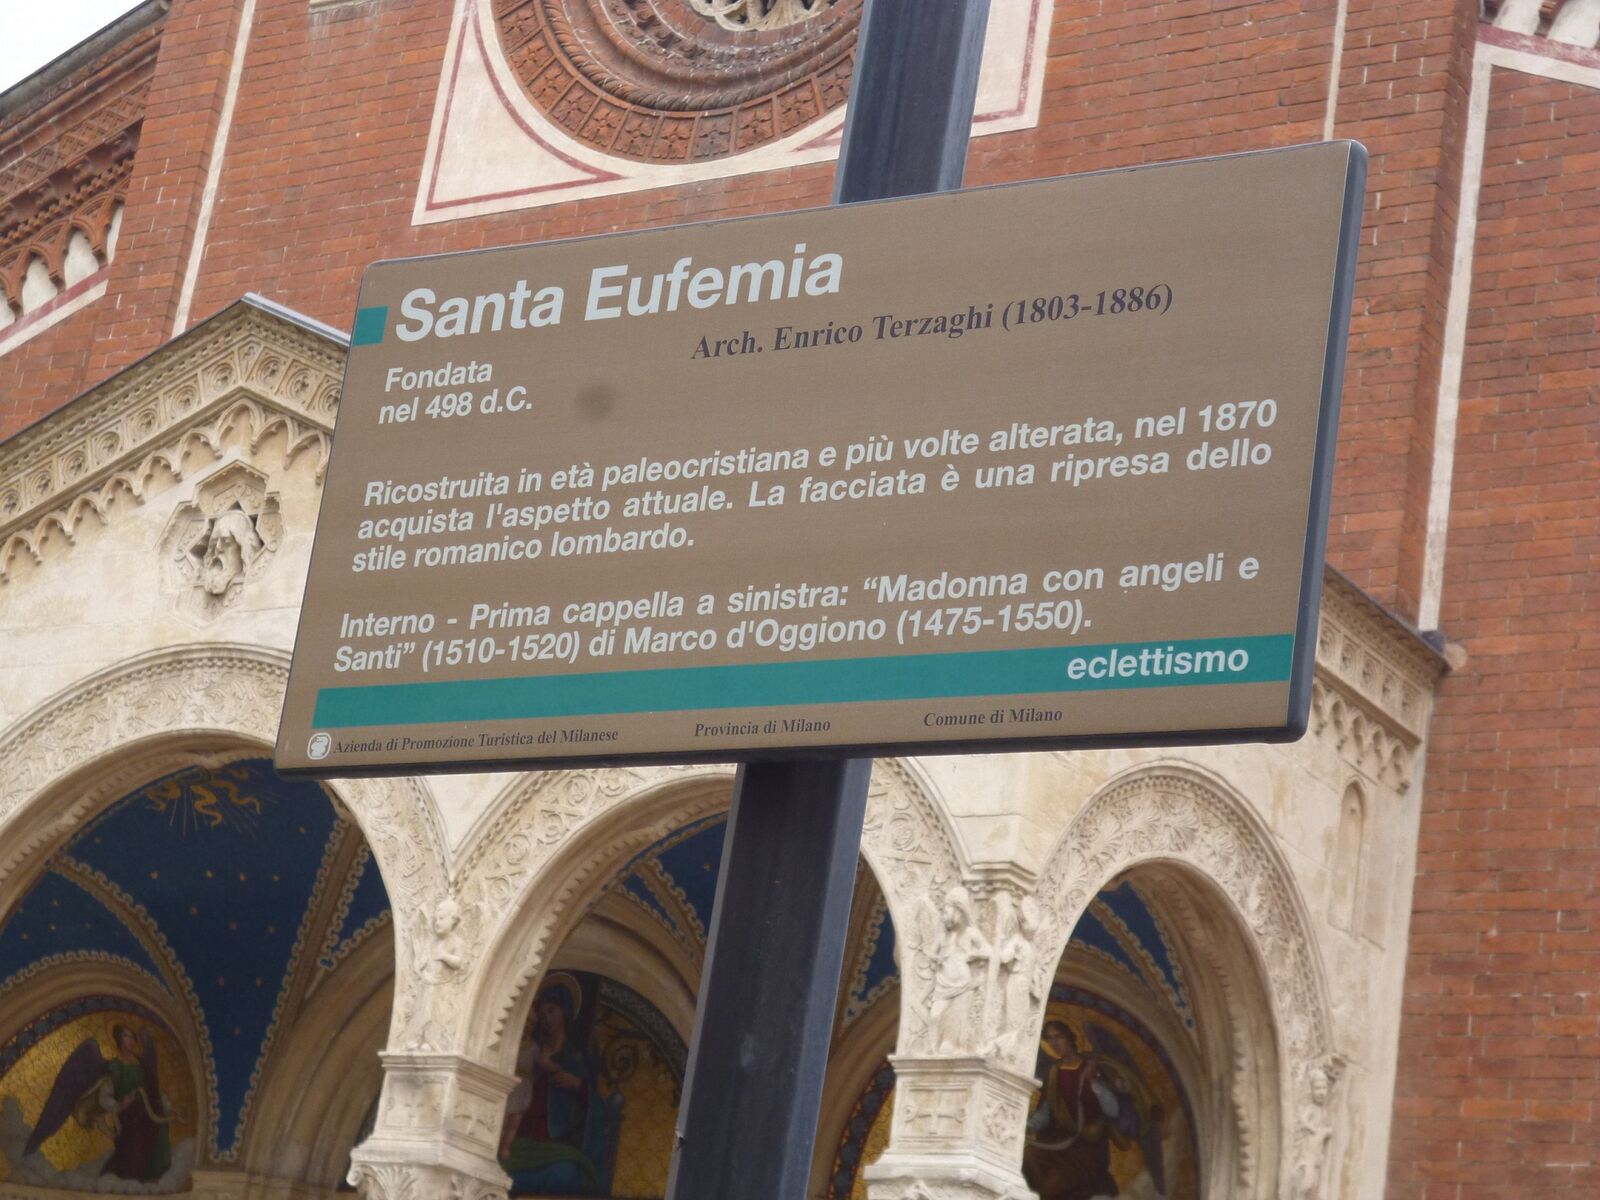 Santa Eufemia
Arch. Enrico Terzaghi (1803-1886)
Fondata
nel 498 d.C.
Ricostruita in età paleocristiana e più volte alterata, nel 1870
acquista l'aspetto attuale. La facciata è una ripresa dello
stile romanico lombardo.
Interno - Prima cappella a sinistra: “Madonna con angeli e
Santi” (1510-1520) di Marco d'Oggiono (1475-1550).
eclettismo
Azienda di Promozione Turistica del Milanese
Provincia di Milano
Comune di Milano